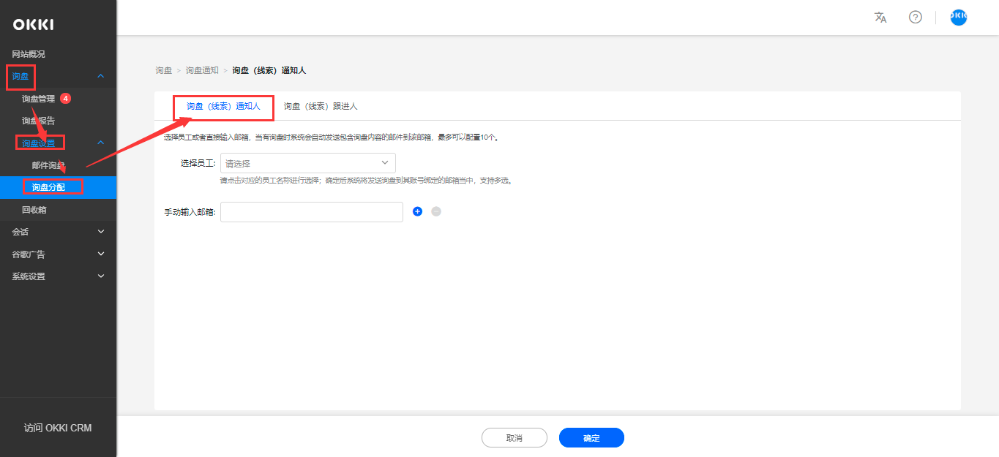 OKKI
OKKI
网站概况
询盘
询盘管理 4
询盘报告
询盘设置
邮件询盘
询盘分配
回收箱
会话
谷歌广告
系统设置
访问 OKKI CRM
询盘 > 询盘通知 > 询盘（线索）通知人
询盘（线索）通知人 询盘（线索）跟进人
选择员工或者直接输入邮箱，当有询盘时系统会自动发送包含询盘内容的邮件到该邮箱，最多可以配置10个。
选择员工: 请选择
请点击对应的员工名称进行选择；确定后系统将发送询盘到其账号绑定的邮箱当中，支持多选。
手动输入邮箱:
取消 确定